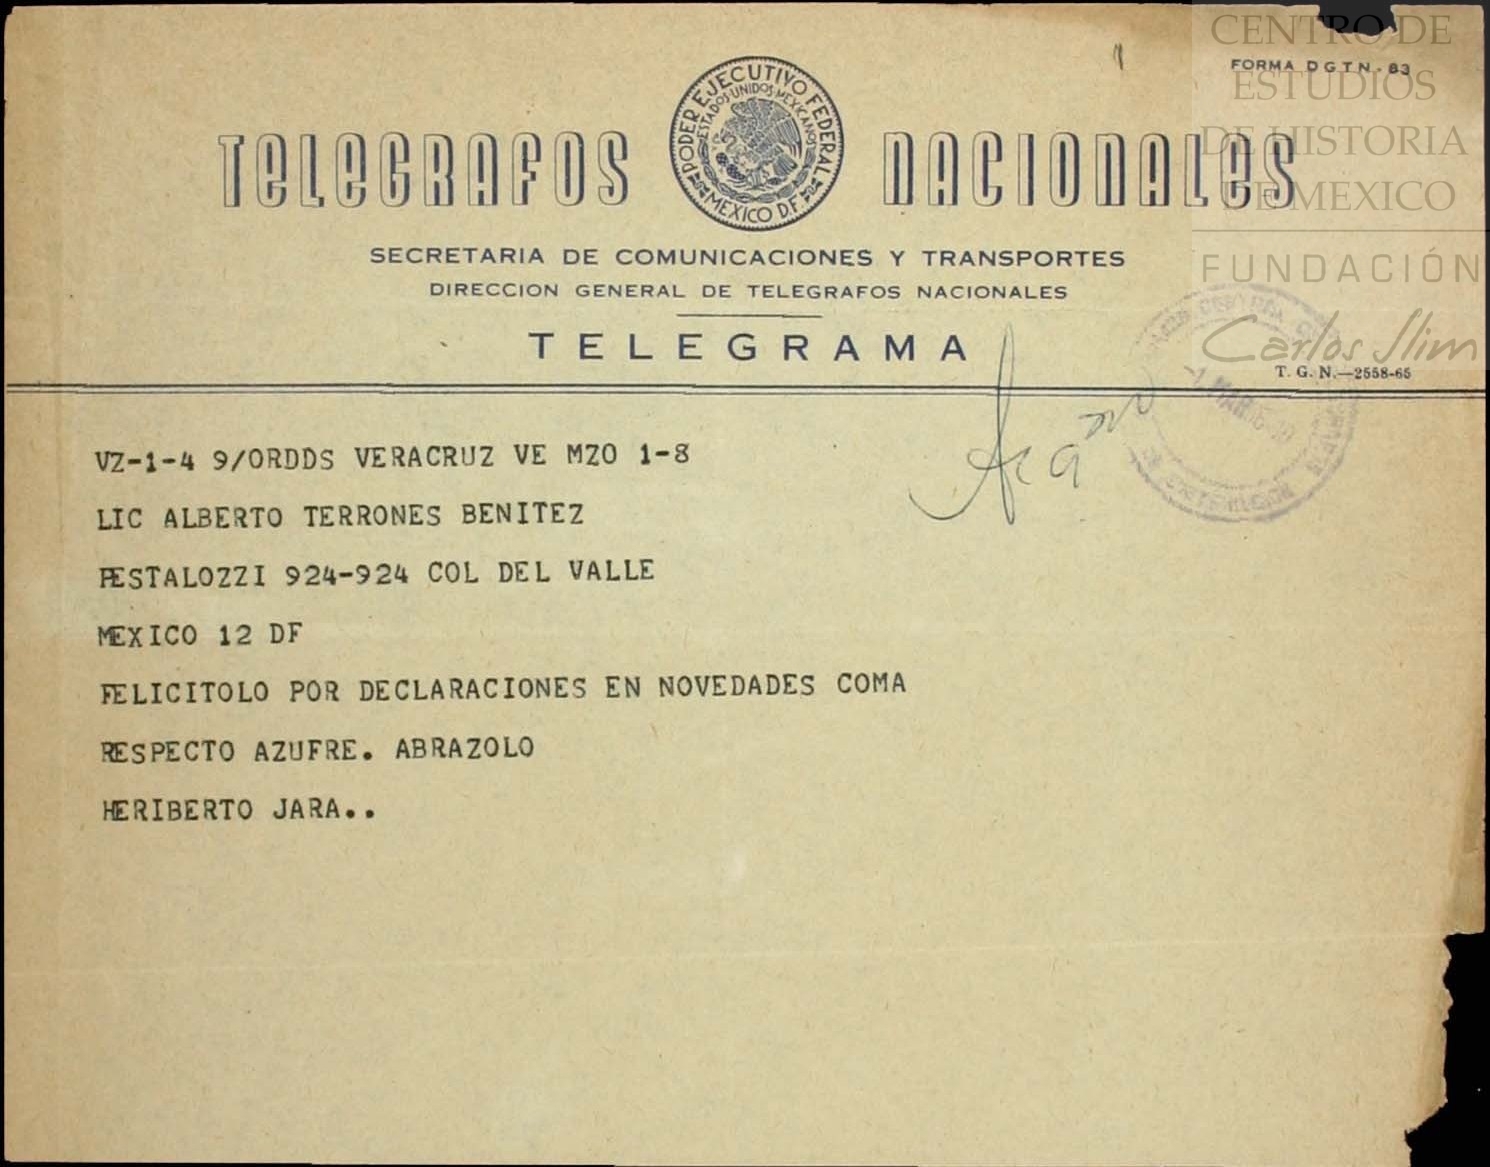 CENTRO DE
ESTUDIOS
DE HISTORIA
DE MEXICO
FUNDACIÓN
Carlos Slim
FORMA D G T N - 83
TELEGRAFOS NACIONALES
PODER EJECUTIVO FEDERAL
ESTADOS UNIDOS MEXICANOS
MEXICO D.F.
SECRETARIA DE COMUNICACIONES Y TRANSPORTES
DIRECCION GENERAL DE TELEGRAFOS NACIONALES
TELEGRAMA
T. G. N.—2558-65
MAR
VZ-1-4 9/ORDDS VERACRUZ VE MZO 1-8
LIC ALBERTO TERRONES BENITEZ
PESTALOZZI 924-924 COL DEL VALLE
MEXICO 12 DF
FELICITOLO POR DECLARACIONES EN NOVEDADES COMA
RESPECTO AZUFRE. ABRAZOLO
HERIBERTO JARA..